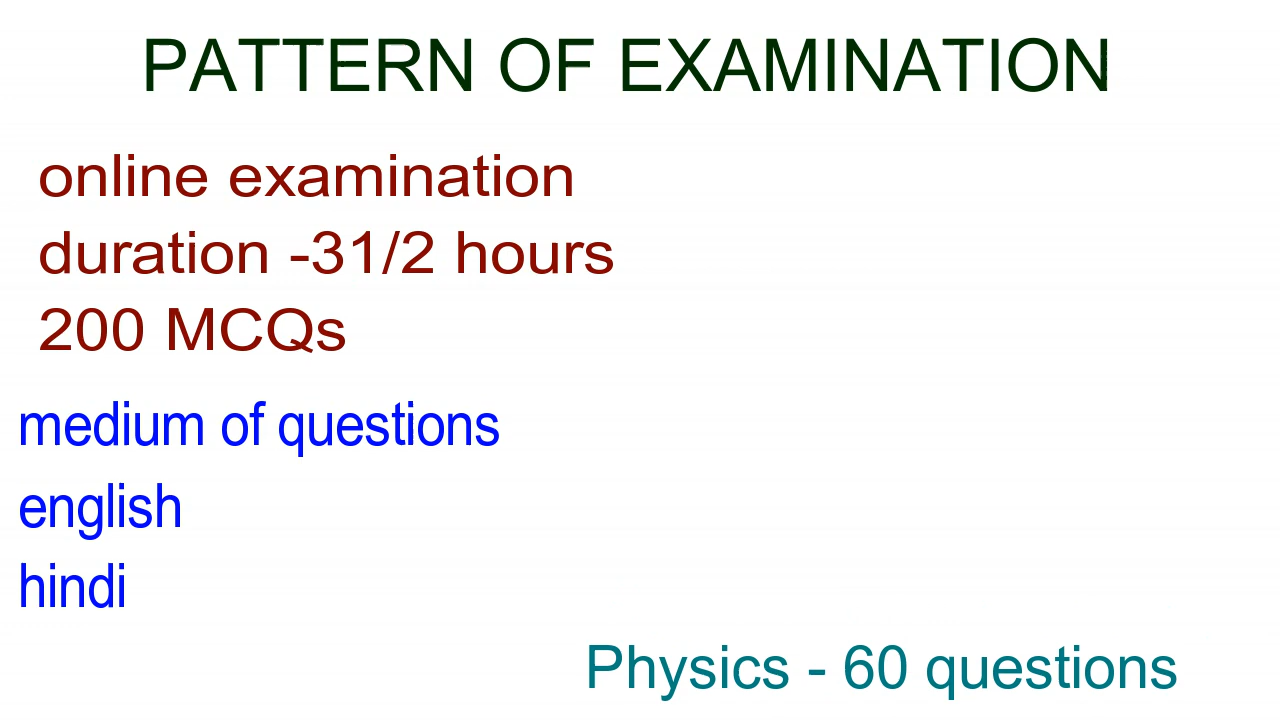 PATTERN OF EXAMINATION
online examination
duration -31/2 hours
200 MCQs
medium of questions
english
hindi
Physics - 60 questions